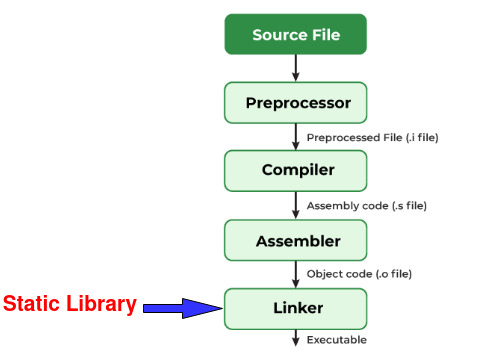 Source File
Preprocessor
Preprocessed File (.i file)
Compiler
Assembly code (.s file)
Assembler
Object code (.o file)
Static Library
Linker
Executable